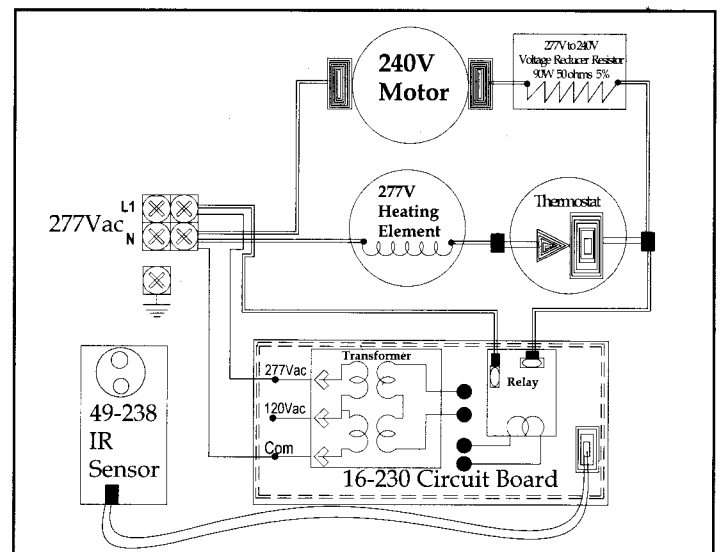 240V
Motor
277V to 240V
Voltage Reducer Resistor
90W 50 ohms 5%
L1
277Vac
N
277V
Heating
Element
Thermostat
49-238
IR
Sensor
277Vac
120Vac
Com
Transformer
Relay
16-230 Circuit Board